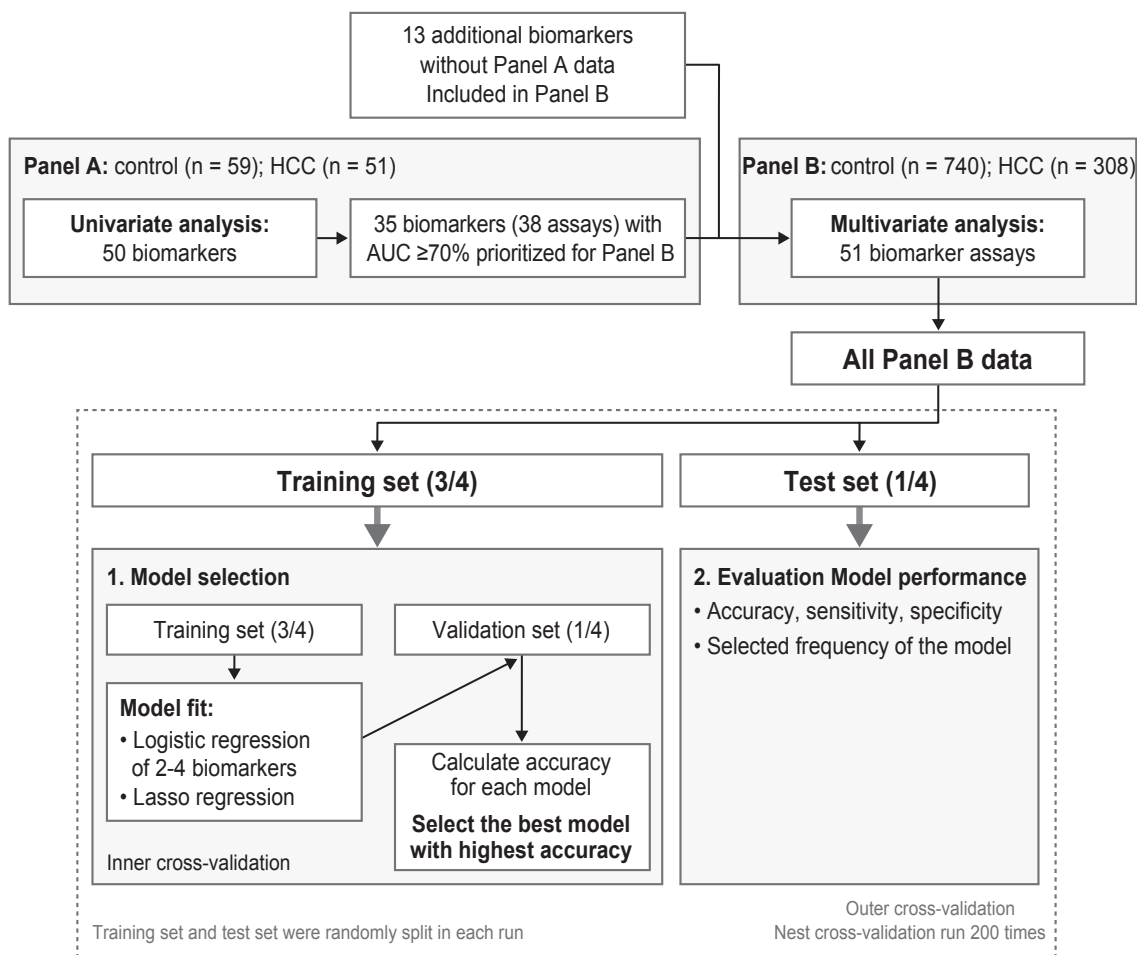 13 additional biomarkers
without Panel A data
Included in Panel B
Panel A: control (n = 59); HCC (n = 51)
Univariate analysis:
50 biomarkers
35 biomarkers (38 assays) with
AUC ≥70% prioritized for Panel B
Panel B: control (n = 740); HCC (n = 308)
Multivariate analysis:
51 biomarker assays
All Panel B data
Training set (3/4)
Test set (1/4)
1. Model selection
Training set (3/4)
Validation set (1/4)
Model fit:
• Logistic regression
of 2-4 biomarkers
• Lasso regression
Calculate accuracy
for each model
Select the best model
with highest accuracy
Inner cross-validation
2. Evaluation Model performance
• Accuracy, sensitivity, specificity
• Selected frequency of the model
Training set and test set were randomly split in each run
Outer cross-validation
Nest cross-validation run 200 times